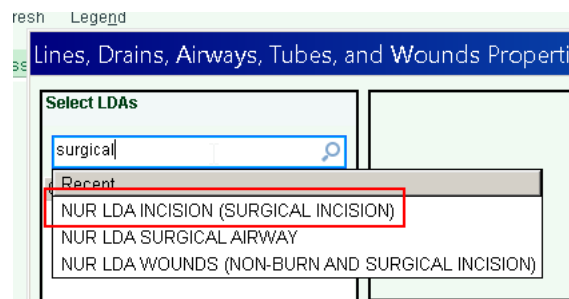 resh Legend
ss
Lines, Drains, Airways, Tubes, and Wounds Properti
Select LDAs
surgical
Recent
NUR LDA INCISION (SURGICAL INCISION)
NUR LDA SURGICAL AIRWAY
NUR LDA WOUNDS (NON-BURN AND SURGICAL INCISION)